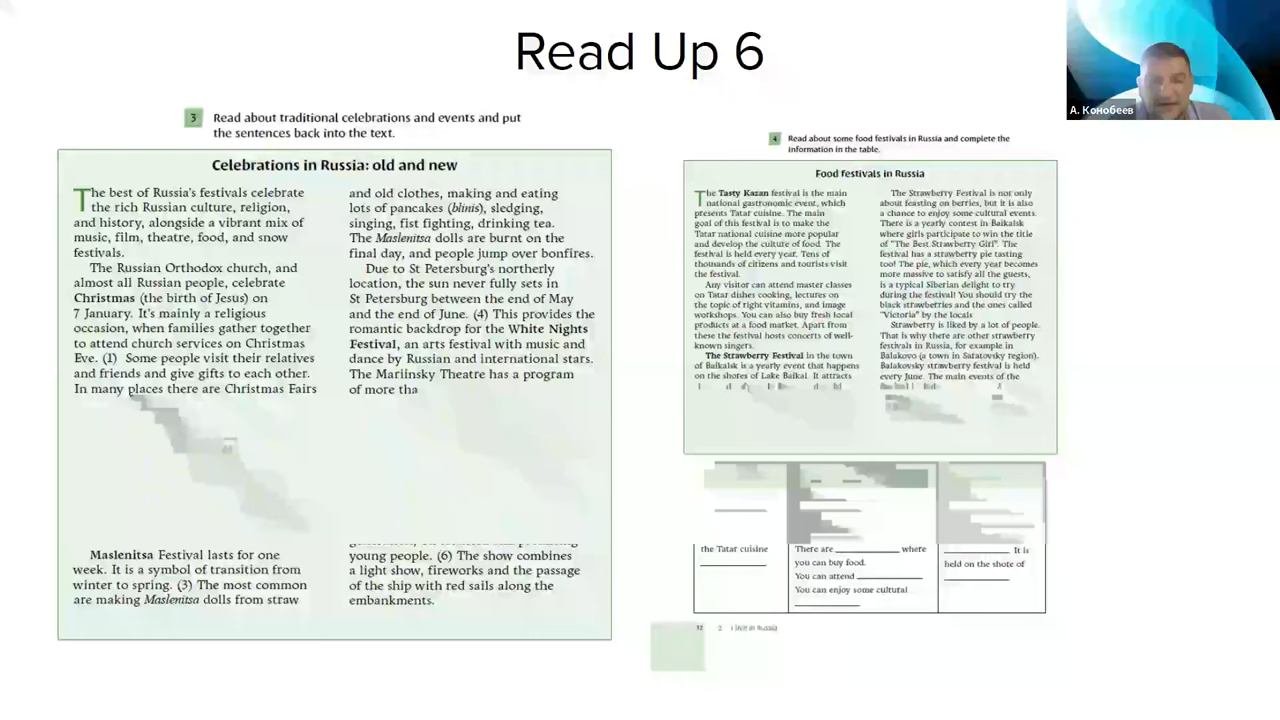 Read Up 6
А. Конобеев
3 Read about traditional celebrations and events and put
the sentences back into the text.
Celebrations in Russia: old and new
The best of Russia's festivals celebrate
the rich Russian culture, religion,
and history, alongside a vibrant mix of
music, film, theatre, food, and snow
festivals.
The Russian Orthodox church, and
almost all Russian people, celebrate
Christmas (the birth of Jesus) on
7 January. It's mainly a religious
occasion, when families gather together
to attend church services on Christmas
Eve. (1) Some people visit their relatives
and friends and give gifts to each other.
In many places there are Christmas Fairs
Maslenitsa Festival lasts for one
week. It is a symbol of transition from
winter to spring. (3) The most common
are making Maslenitsa dolls from straw
and old clothes, making and eating
lots of pancakes (blinis), sledging,
singing, fist fighting, drinking tea.
The Maslenitsa dolls are burnt on the
final day, and people jump over bonfires.
Due to St Petersburg's northerly
location, the sun never fully sets in
St Petersburg between the end of May
and the end of June. (4) This provides the
romantic backdrop for the White Nights
Festival, an arts festival with music and
dance by Russian and international stars.
The Mariinsky Theatre has a program
of more tha
young people. (6) The show combines
a light show, fireworks and the passage
of the ship with red sails along the
embankments.
4 Read about some food festivals in Russia and complete the
information in the table.
Food festivals in Russia
The Tasty Kazan festival is the main
national gastronomic event, which
presents Tatar cuisine. The main
goal of this festival is to make the
Tatar national cuisine more popular
and develop the culture of food. The
festival is held every year. Tens of
thousands of citizens and tourists visit
the festival.
Any visitor can attend master classes
on Tatar dishes cooking, lectures on
the topic of right vitamins, and image
workshops. You can also buy fresh local
products at a food market. Apart from
these the festival hosts concerts of well-
known singers.
The Strawberry Festival in the town
of Baikalsk is a yearly event that happens
on the shores of Lake Baikal. It attracts
The Strawberry Festival is not only
about feasting on berries, but it is also
a chance to enjoy some cultural events.
There is a yearly contest in Baikalsk
where girls participate to win the title
of "The Best Strawberry Girl". The
festival has a strawberry pie tasting
too! The pie, which every year becomes
more massive to satisfy all the guests,
is a typical Siberian delight to try
during the festival! You should try the
black strawberries and the ones called
"Victoria" by the locals
Strawberry is liked by a lot of people.
That is why there are other strawberry
festivals in Russia, for example in
Balakovo (a town in Safatovsky region).
Balakovsky strawberry festival is held
every June. The main events of the
the Tatar cuisine
There are ____________ where
you can buy food.
You can attend ____________
You can enjoy some cultural
____________
____________ It is
held on the shote of
____________
32 2 I live in Russia